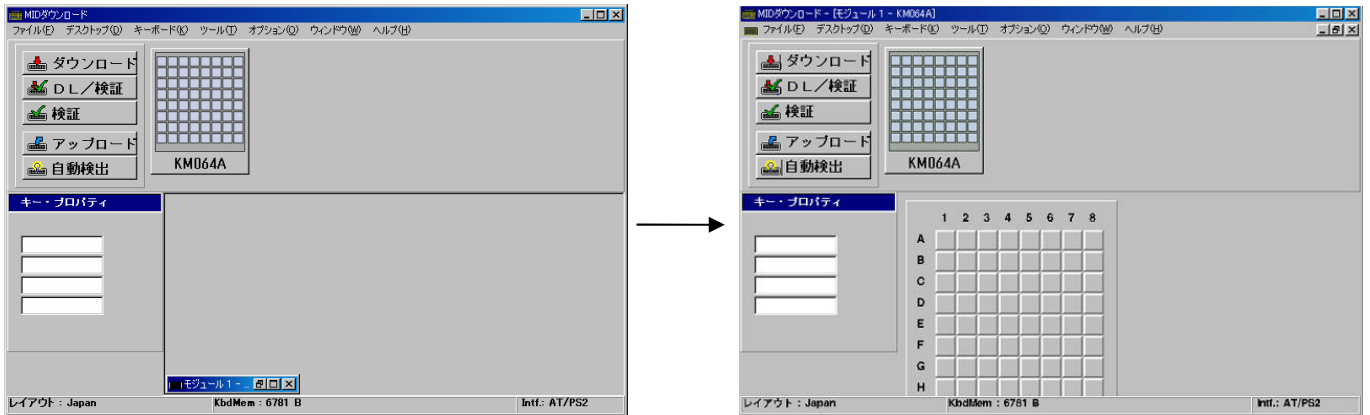 MIDダウンロード
ファイル(F) デスクトップ(D) キーボード(K) ツール(T) オプション(O) ウィンドウ(W) ヘルプ(H)
ダウンロード
DL/検証
検証
アップロード
自動検出
KM064A
キー・プロパティ
モジュール 1 - ...
レイアウト : Japan KbdMem : 6781 B Intf.: AT/PS2
MIDダウンロード - [モジュール 1 - KM064A]
ファイル(F) デスクトップ(D) キーボード(K) ツール(T) オプション(O) ウィンドウ(W) ヘルプ(H)
ダウンロード
DL/検証
検証
アップロード
自動検出
KM064A
キー・プロパティ
1 2 3 4 5 6 7 8
A
B
C
D
E
F
G
H
レイアウト : Japan KbdMem : 6781 B Intf.: AT/PS2